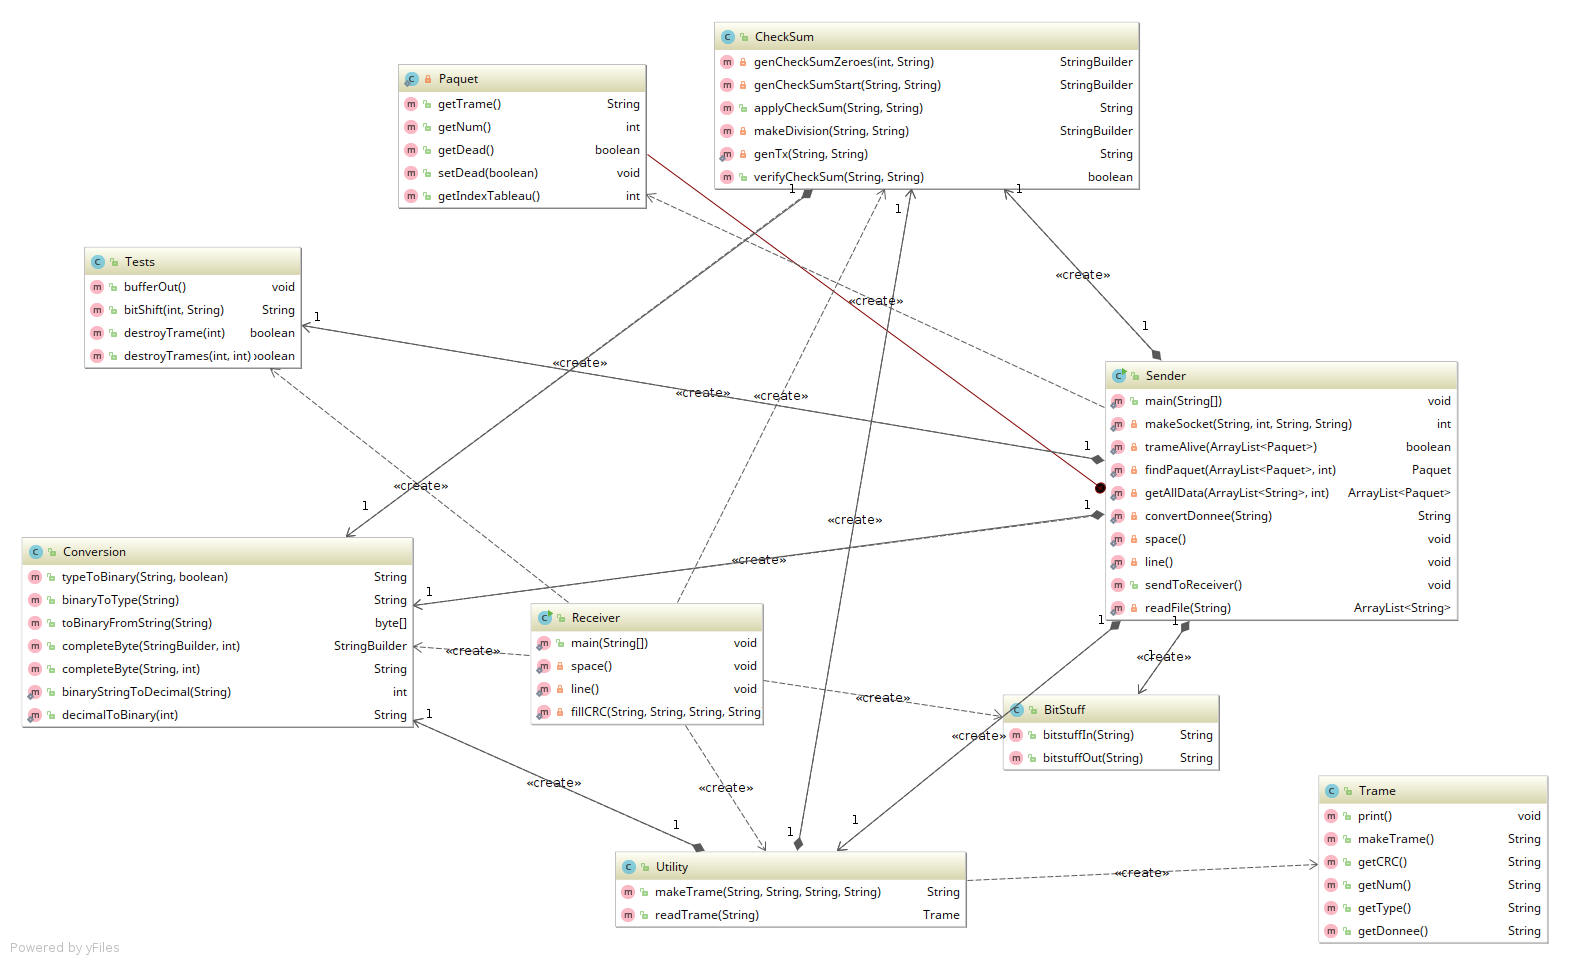 CheckSum
genCheckSumZeroes(int, String) StringBuilder
genCheckSumStart(String, String) StringBuilder
applyCheckSum(String, String) String
makeDivision(String, String) StringBuilder
genTx(String, String) String
verifyCheckSum(String, String) boolean
Paquet
getTrame() String
getNum() int
getDead() boolean
setDead(boolean) void
getIndexTableau() int
1
1
1
Tests
bufferOut() void
bitShift(int, String) String
destroyTrame(int) boolean
destroyTrames(int, int) boolean
«create»
«create»
1
1
«create»
«create»
«create»
Sender
main(String[]) void
makeSocket(String, int, String, String) int
trameAlive(ArrayList<Paquet>) boolean
findPaquet(ArrayList<Paquet>, int) Paquet
getAllData(ArrayList<String>, int) ArrayList<Paquet>
convertDonnee(String) String
space() void
line() void
sendToReceiver() void
readFile(String) ArrayList<String>
1
1
«create»
1
«create»
«create»
1
Conversion
typeToBinary(String, boolean) String
binaryToType(String) String
toBinaryFromString(String) byte[]
completeByte(StringBuilder, int) StringBuilder
completeByte(String, int) String
binaryStringToDecimal(String) int
decimalToBinary(int) String
«create»
Receiver
main(String[]) void
space() void
line() void
fillCRC(String, String, String, String
1
1
1
«create»
«create»
BitStuff
bitstuffIn(String) String
bitstuffOut(String) String
1
«create»
«create»
«create»
1
1
1
Utility
makeTrame(String, String, String, String) String
readTrame(String) Trame
«create»
Trame
print() void
makeTrame() String
getCRC() String
getNum() String
getType() String
getDonnee() String
Powered by yFiles